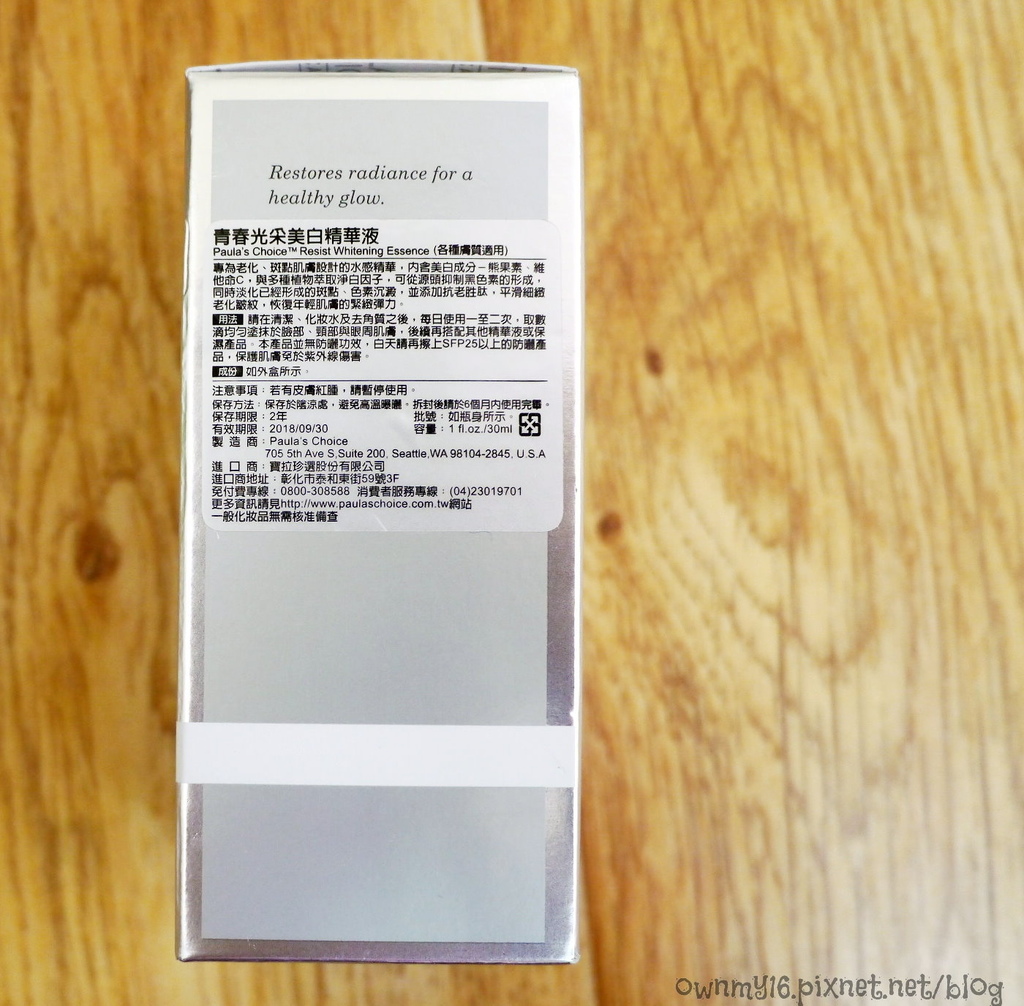 Restores radiance for a
healthy glow.
青春光采美白精華液
Paula's Choice™ Resist Whitening Essence (各種膚質適用)
專為老化、斑點肌膚設計的水感精華，內含美白成分－熊果素、維
他命C，與多種植物萃取淨白因子，可從源頭抑制黑色素的形成，
同時淡化已經形成的斑點、色素沉澱，並添加抗老胜肽，平滑細緻
老化皺紋，恢復年輕肌膚的緊緻彈力。
用法 請在清潔、化妝水及去角質之後，每日使用一至二次，取數
滴均勻塗抹於臉部、頸部與眼周肌膚，後續再搭配其他精華液或保
濕產品。本產品並無防曬功效，白天請再擦上SFP25以上的防曬產
品，保護肌膚免於紫外線傷害。
成份 如外盒所示。
注意事項：若有皮膚紅腫，請暫停使用。
保存方法：保存於陰涼處，避免高溫曝曬。拆封後請於6個月內使用完畢。
保存期限：2年 批號：如瓶身所示。
有效期限：2018/09/30 容量：1 fl.oz./30ml
製 造 商：Paula's Choice
705 5th Ave S,Suite 200, Seattle,WA 98104-2845, U.S.A
進 口 商：寶拉珍選股份有限公司
進口商地址：彰化市泰和東街59號3F
免付費專線：0800-308586 消費者服務專線：(04)23019701
更多資訊請見http://www.paulaschoice.com.tw網站
一般化妝品無需核准備查
ownmy16.pixnet.net/blog